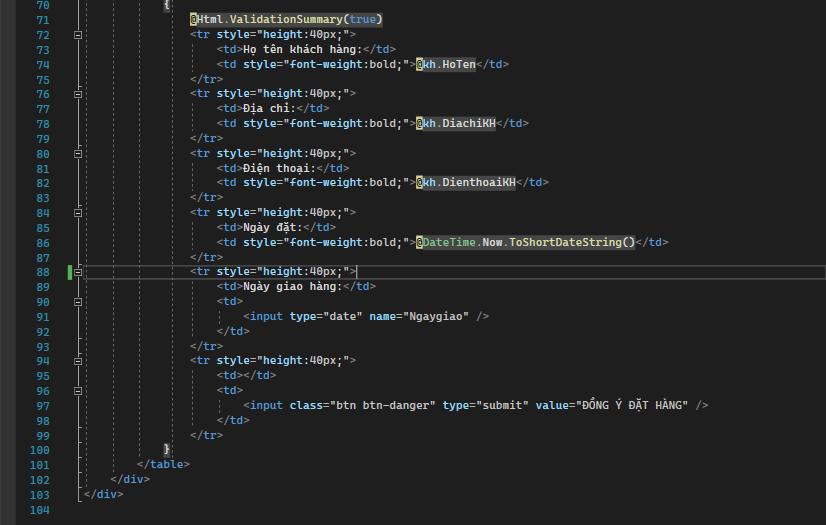 70 {
71 @Html.ValidationSummary(true)
72 <tr style="height:40px;">
73 <td>Họ tên khách hàng:</td>
74 <td style="font-weight:bold;">@kh.HoTen</td>
75 </tr>
76 <tr style="height:40px;">
77 <td>Địa chỉ:</td>
78 <td style="font-weight:bold;">@kh.DiachiKH</td>
79 </tr>
80 <tr style="height:40px;">
81 <td>Điện thoại:</td>
82 <td style="font-weight:bold;">@kh.DienthoaiKH</td>
83 </tr>
84 <tr style="height:40px;">
85 <td>Ngày đặt:</td>
86 <td style="font-weight:bold;">@DateTime.Now.ToShortDateString()</td>
87 </tr>
88 <tr style="height:40px;">
89 <td>Ngày giao hàng:</td>
90 <td>
91 <input type="date" name="Ngaygiao" />
92 </td>
93 </tr>
94 <tr style="height:40px;">
95 <td></td>
96 <td>
97 <input class="btn btn-danger" type="submit" value="ĐỒNG Ý ĐẶT HÀNG" />
98 </td>
99 </tr>
100 }
101 </table>
102 </div>
103 </div>
104